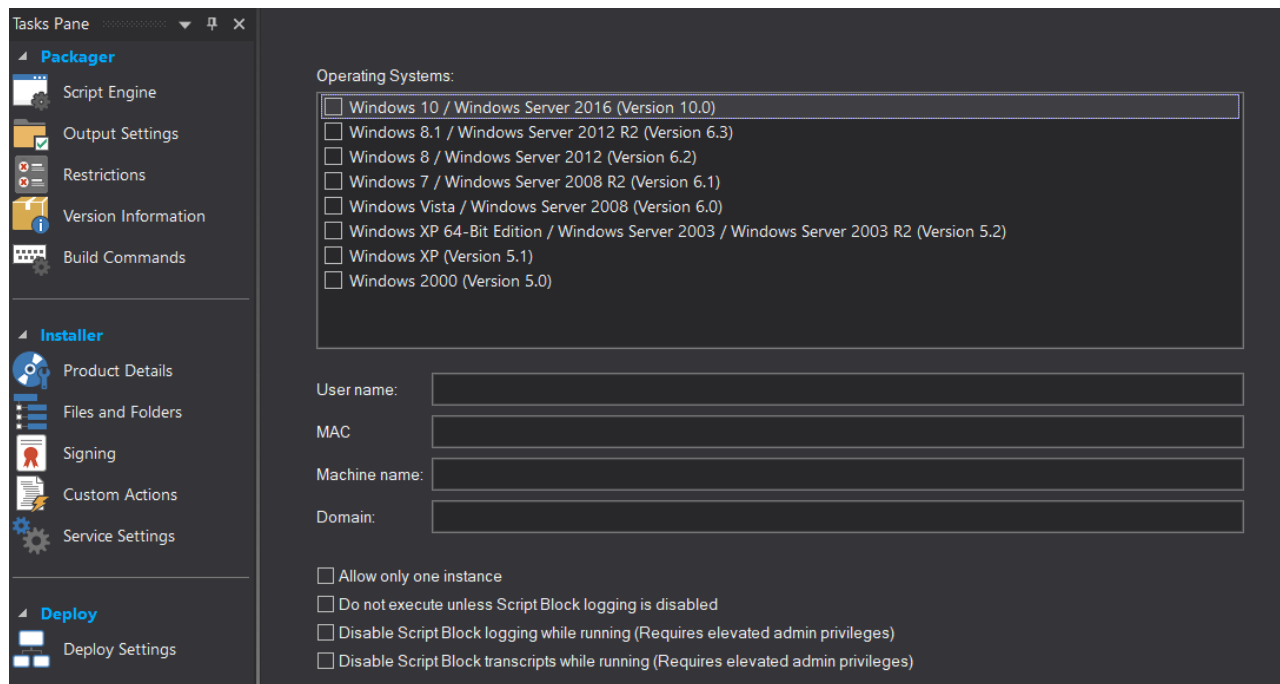 Tasks Pane
Packager
Script Engine
Output Settings
Restrictions
Version Information
Build Commands
Installer
Product Details
Files and Folders
Signing
Custom Actions
Service Settings
Deploy
Deploy Settings
Operating Systems:
Windows 10 / Windows Server 2016 (Version 10.0)
Windows 8.1 / Windows Server 2012 R2 (Version 6.3)
Windows 8 / Windows Server 2012 (Version 6.2)
Windows 7 / Windows Server 2008 R2 (Version 6.1)
Windows Vista / Windows Server 2008 (Version 6.0)
Windows XP 64-Bit Edition / Windows Server 2003 / Windows Server 2003 R2 (Version 5.2)
Windows XP (Version 5.1)
Windows 2000 (Version 5.0)
User name:
MAC
Machine name:
Domain:
Allow only one instance
Do not execute unless Script Block logging is disabled
Disable Script Block logging while running (Requires elevated admin privileges)
Disable Script Block transcripts while running (Requires elevated admin privileges)